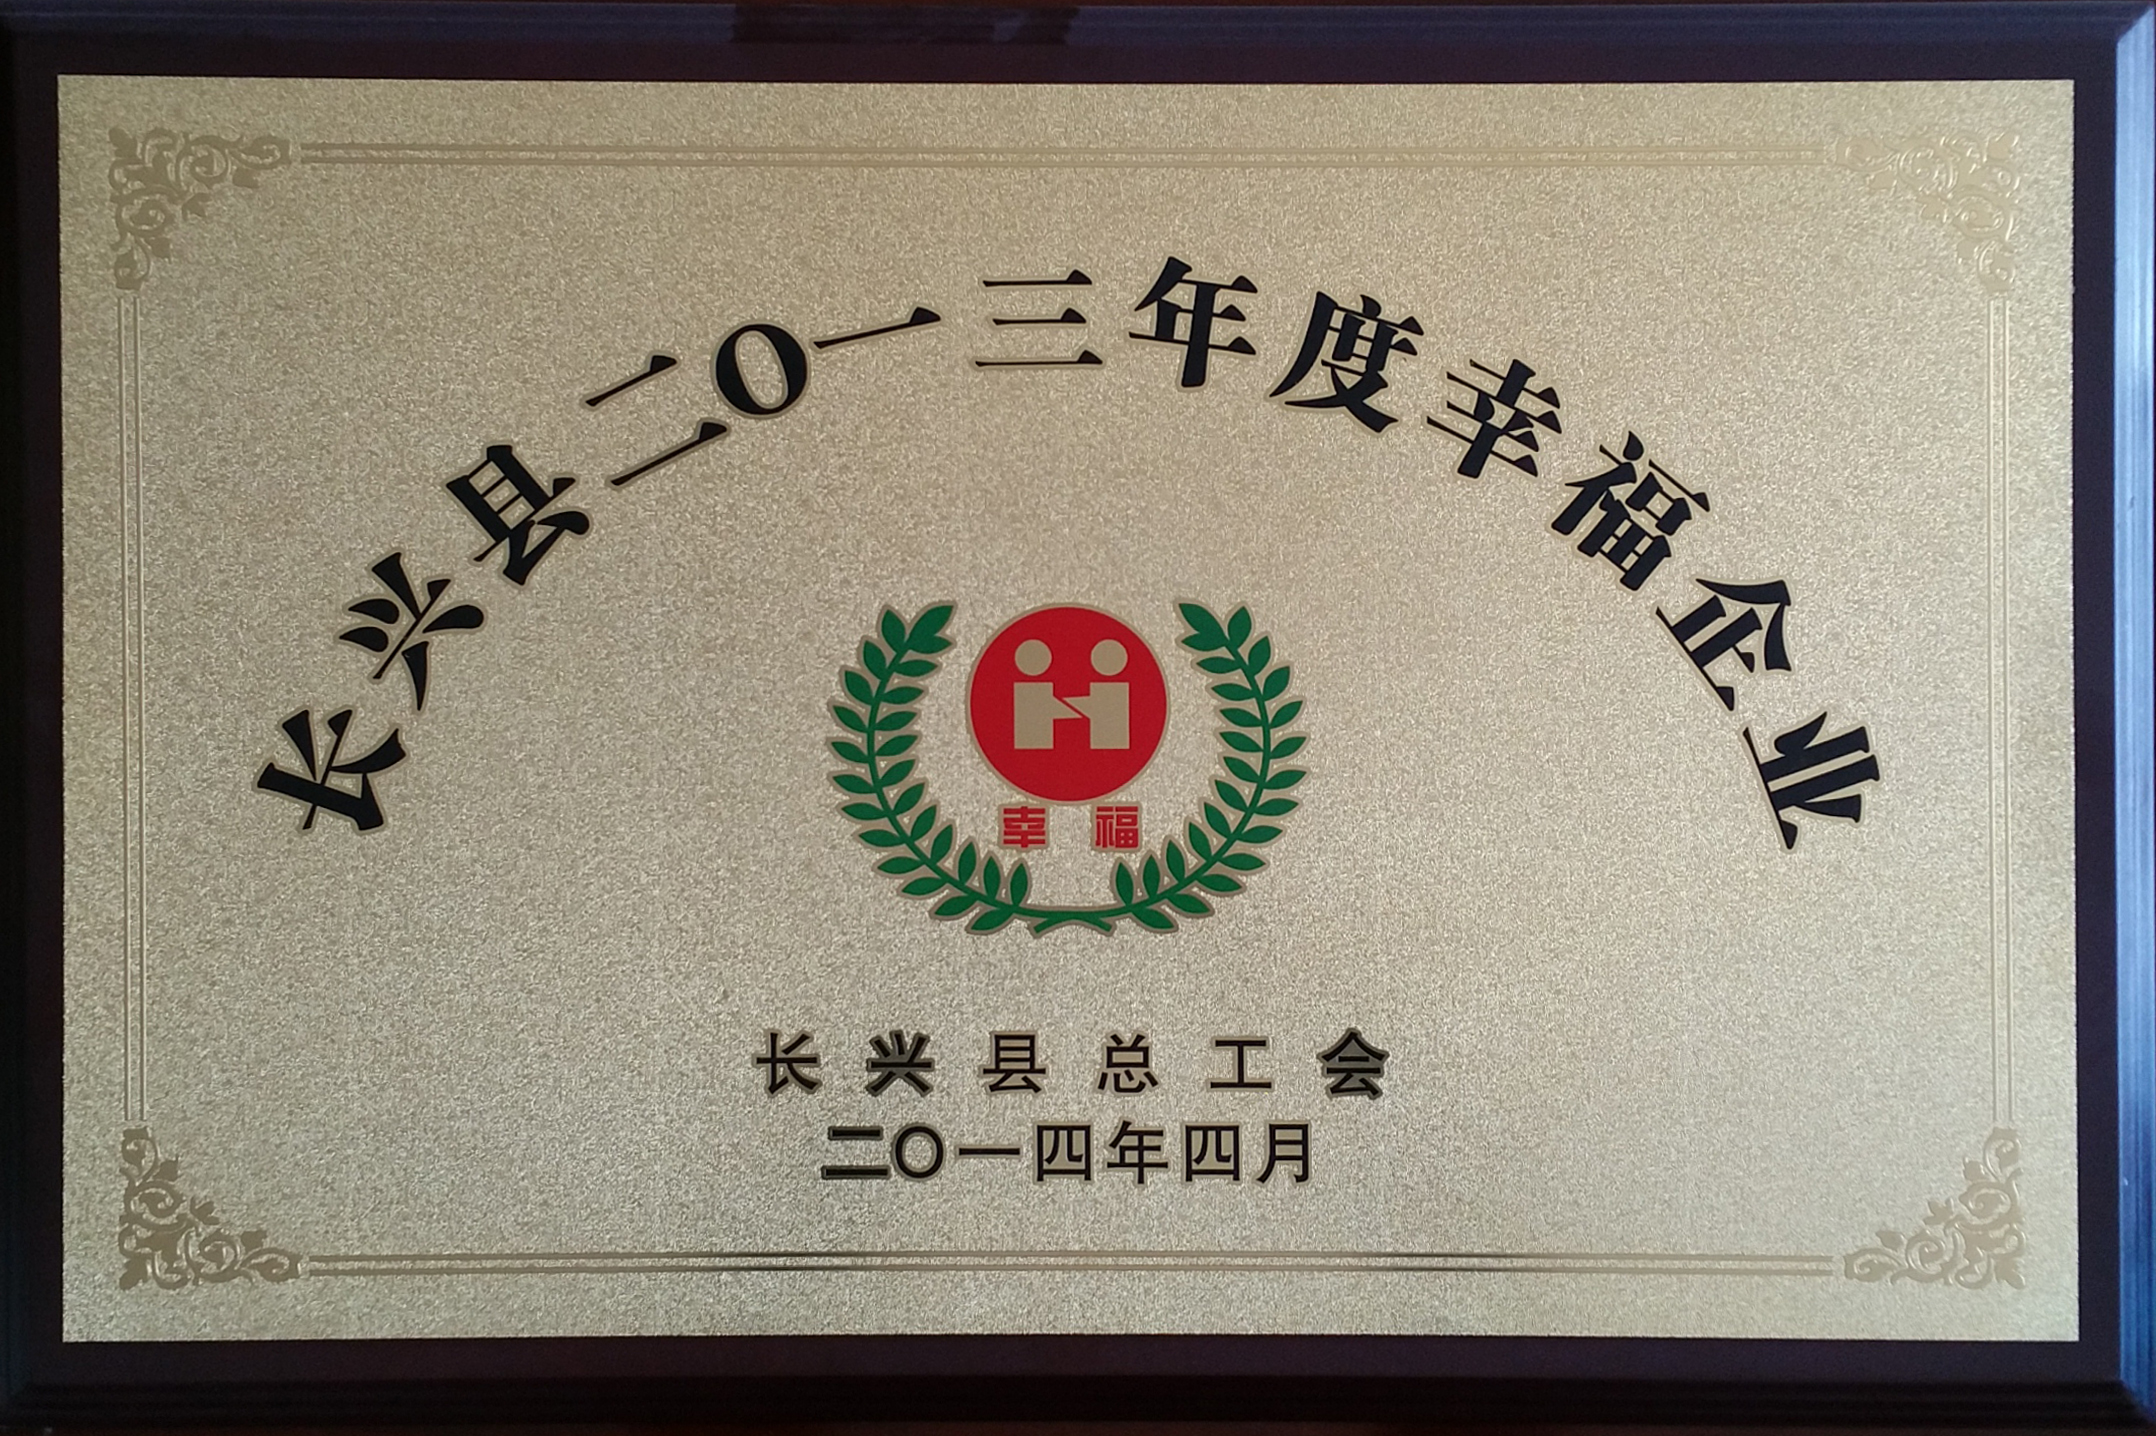 长兴县二〇一三年度幸福企业
幸福
长兴县总工会
二〇一四年四月